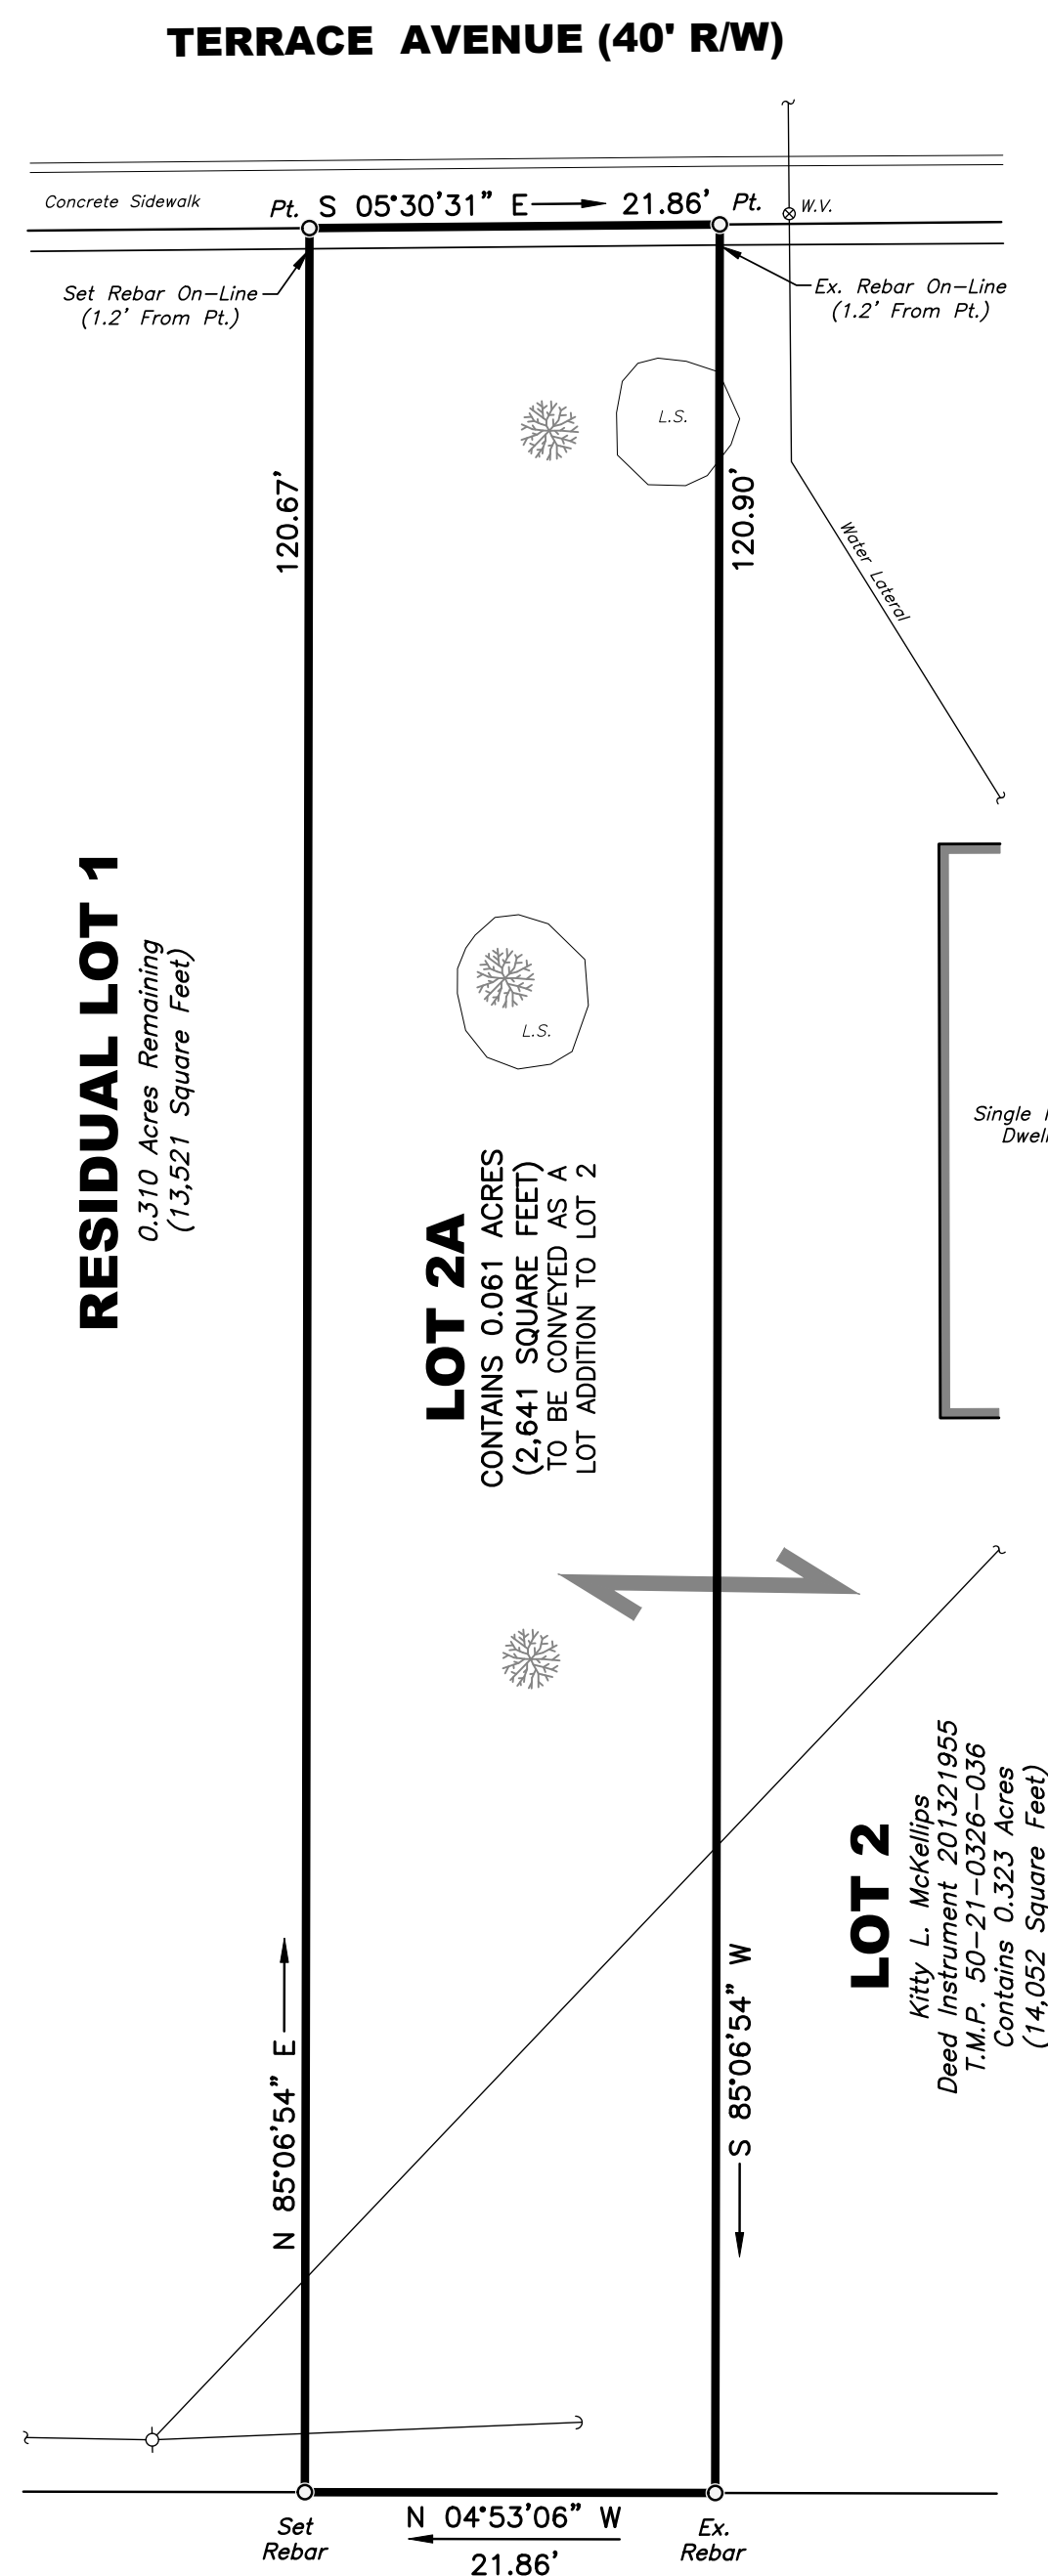 TERRACE AVENUE (40' R/W)
Concrete Sidewalk
Pt. S 05°30'31" E 21.86' Pt.
W.V.
Set Rebar On-Line
(1.2' From Pt.)
Ex. Rebar On-Line
(1.2' From Pt.)
L.S.
120.67'
120.90'
Water Lateral
RESIDUAL LOT 1
0.310 Acres Remaining
(13,521 Square Feet)
L.S.
Single
Dwell
LOT 2A
CONTAINS 0.061 ACRES
(2,641 SQUARE FEET)
TO BE CONVEYED AS A
LOT ADDITION TO LOT 2
LOT 2
Kitty L. McKellips
Deed Instrument 201321955
T.M.P. 50-21-0326-036
Contains 0.323 Acres
(14,052 Square Feet)
N 85°06'54" E
S 85°06'54" W
Set
Rebar
N 04°53'06" W
21.86'
Ex.
Rebar